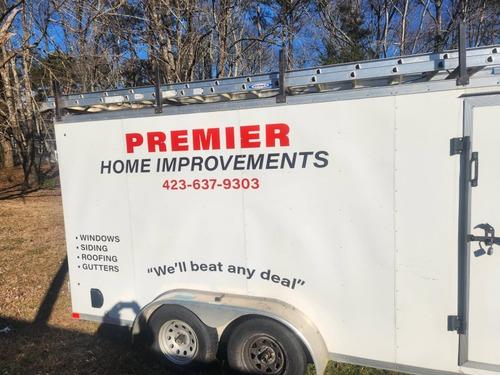 PREMIER
HOME IMPROVEMENTS
423-637-9303
• WINDOWS
• SIDING
• ROOFING
• GUTTERS
"We'll beat any deal"